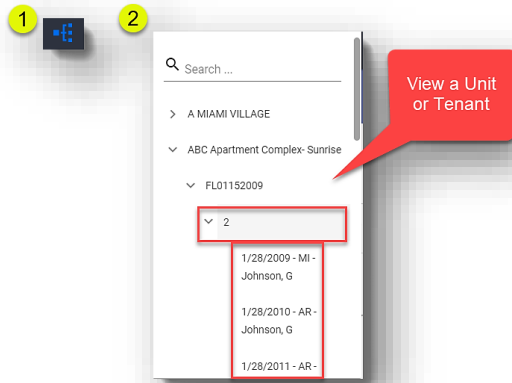 1
2
Search ...
View a Unit
or Tenant
A MIAMI VILLAGE
ABC Apartment Complex- Sunrise
FL01152009
2
1/28/2009 - MI -
Johnson, G
1/28/2010 - AR -
Johnson, G
1/28/2011 - AR -